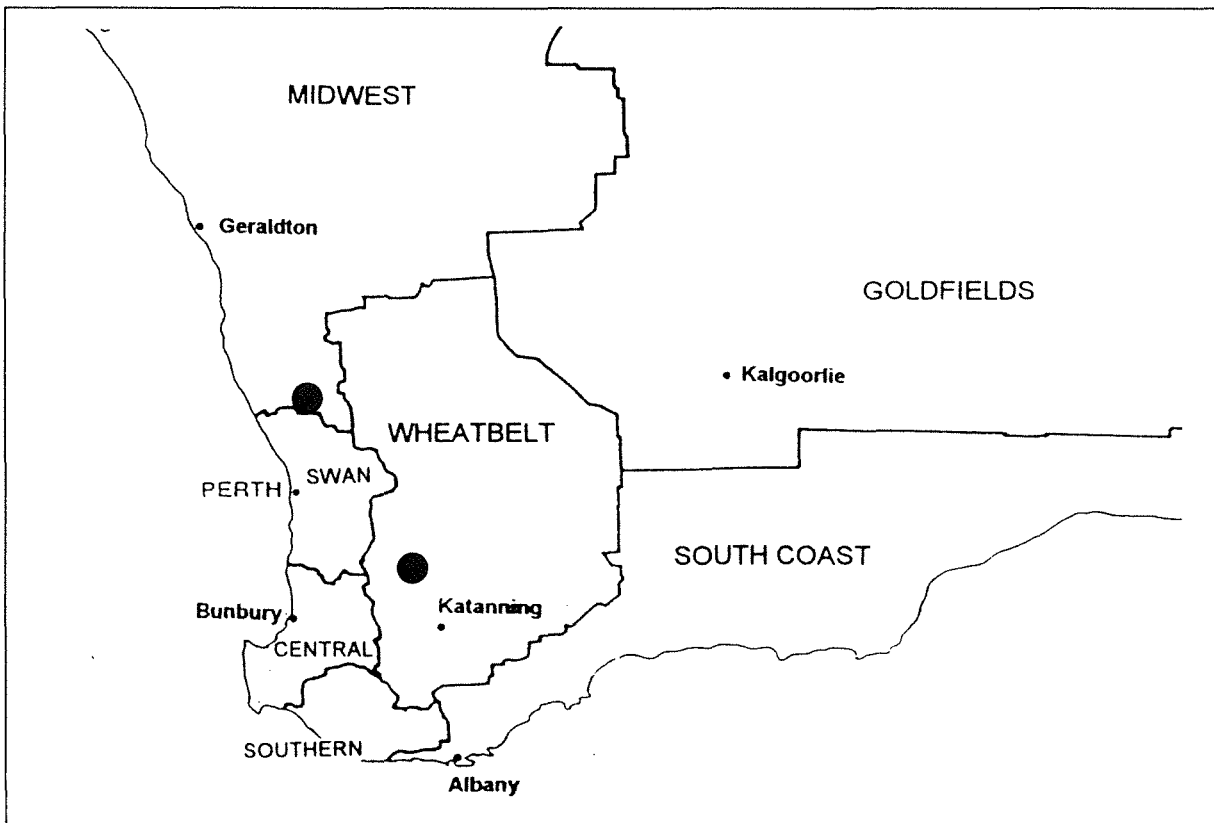 MIDWEST
Geraldton
GOLDFIELDS
Kalgoorlie
WHEATBELT
SWAN
PERTH
SOUTH COAST
Katanning
Bunbury
CENTRAL
SOUTHERN
Albany